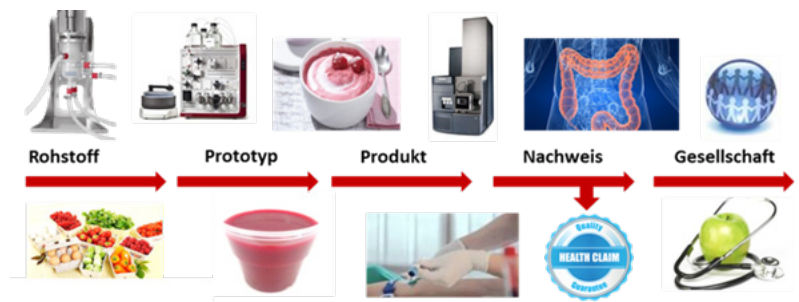 Rohstoff
Prototyp
Produkt
Nachweis
Gesellschaft
Quality
HEALTH CLAIM
Guarantee